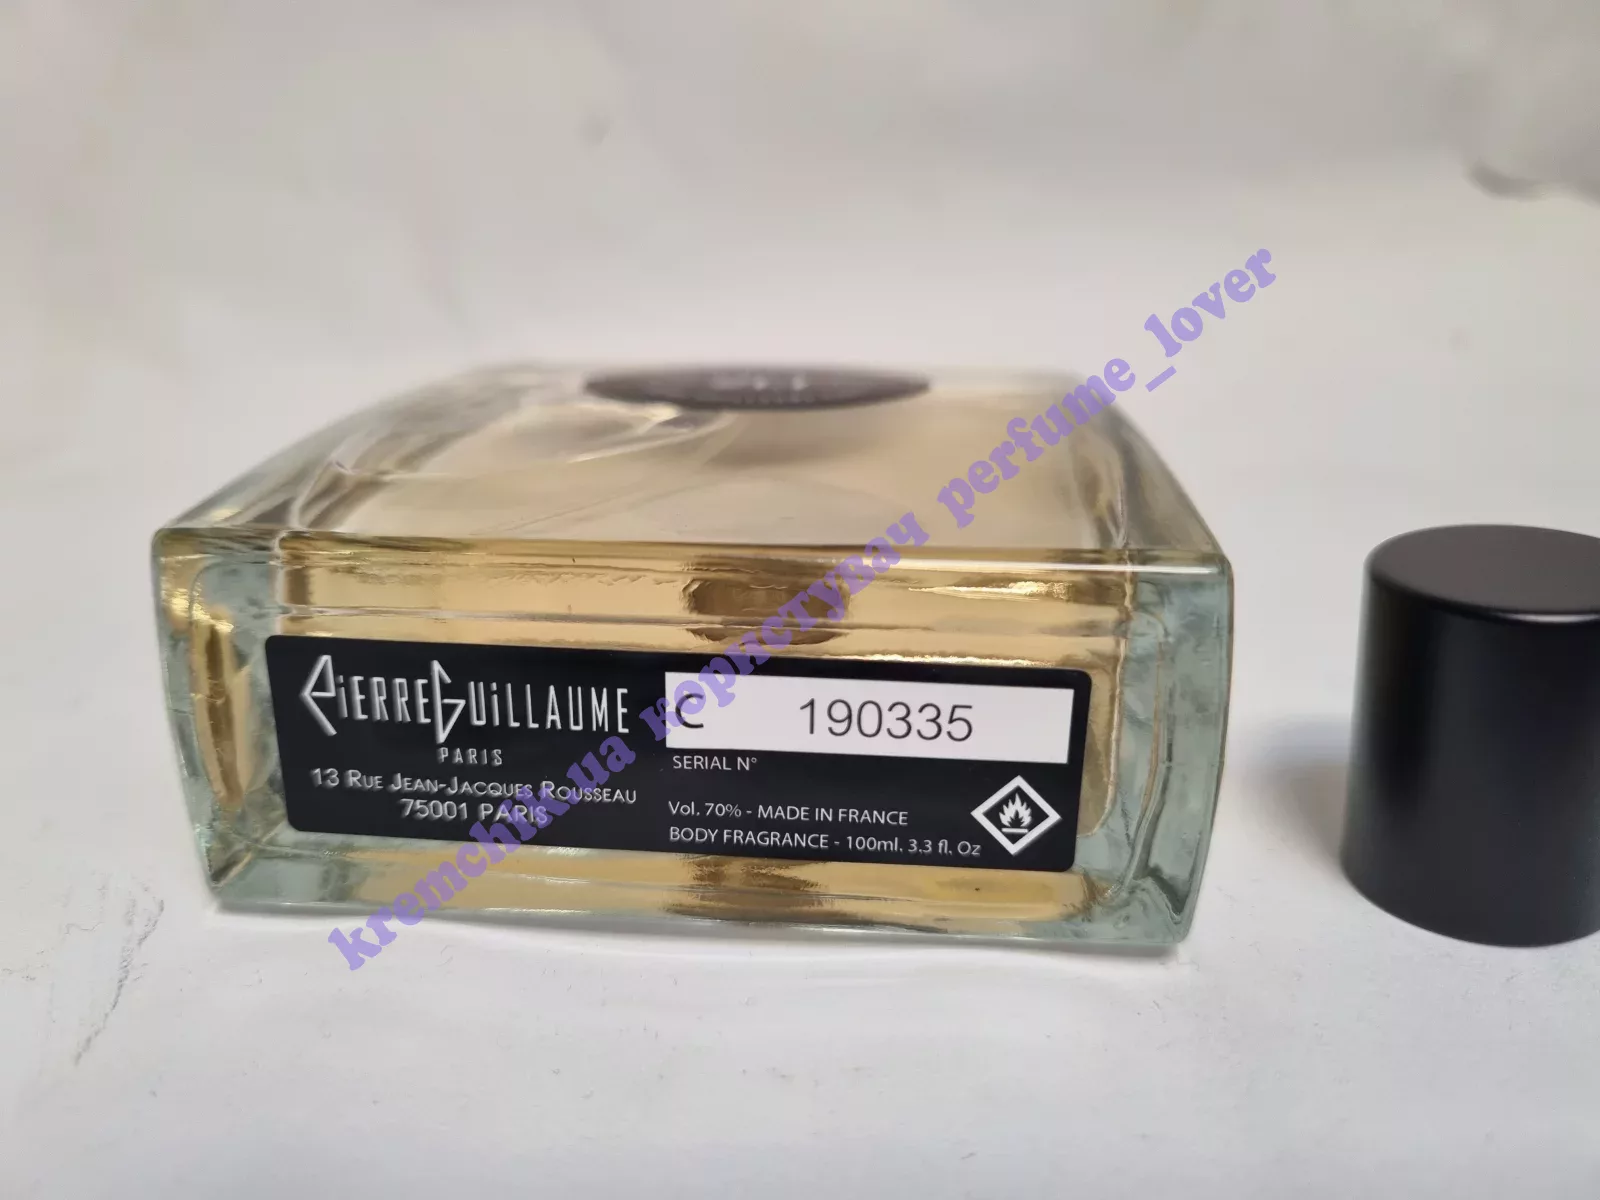 PiERREGUiLLAUME
PARIS
13 RUE JEAN-JACQUES ROUSSEAU
75001 PARIS
C 190335
SERIAL N°
Vol. 70% - MADE IN FRANCE
BODY FRAGRANCE - 100ml. 3.3 fl. Oz
kremchik.ua користувач perfume_lover